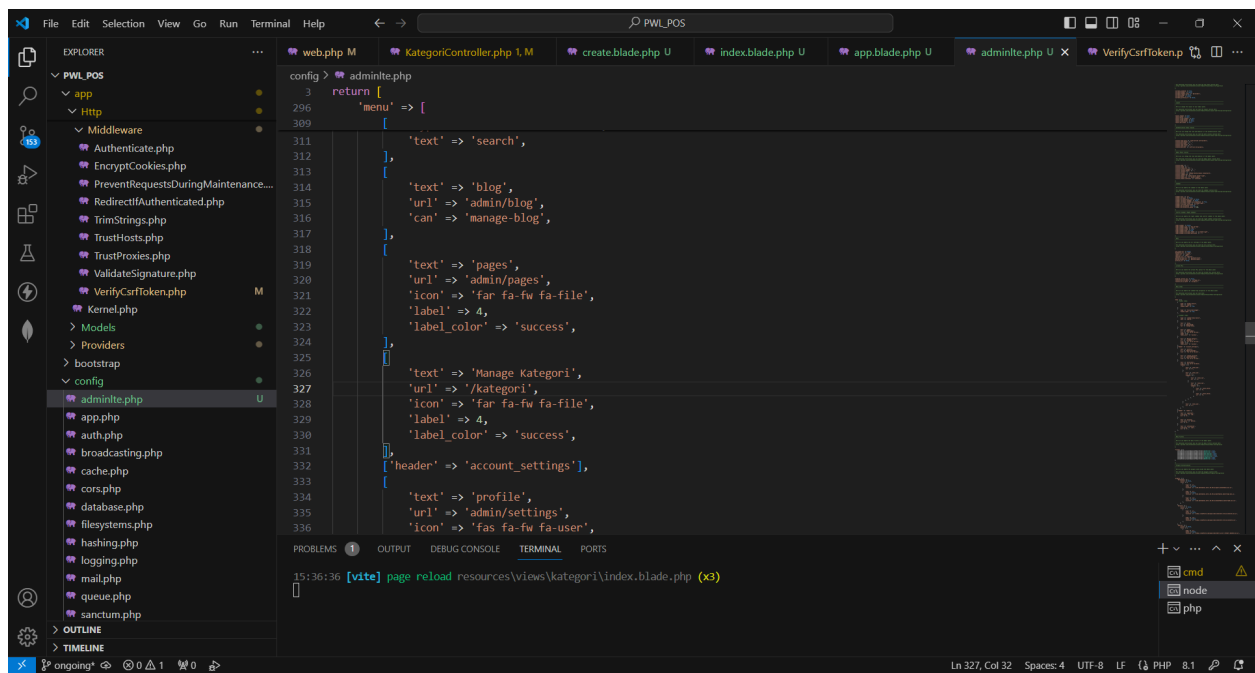 File Edit Selection View Go Run Terminal Help
PWL_POS
EXPLORER
PWL_POS
app
Http
Middleware
Authenticate.php
EncryptCookies.php
PreventRequestsDuringMaintenance....
RedirectIfAuthenticated.php
TrimStrings.php
TrustHosts.php
TrustProxies.php
ValidateSignature.php
VerifyCsrfToken.php M
Kernel.php
Models
Providers
bootstrap
config
adminlte.php U
app.php
auth.php
broadcasting.php
cache.php
cors.php
database.php
filesystems.php
hashing.php
logging.php
mail.php
queue.php
sanctum.php
OUTLINE
TIMELINE
153
web.php M KategoriController.php 1, M create.blade.php U index.blade.php U app.blade.php U adminlte.php U VerifyCsrfToken.p
config > adminlte.php
3 return [
296 'menu' => [
309 [
311 'text' => 'search',
312 ],
313 [
314 'text' => 'blog',
315 'url' => 'admin/blog',
316 'can' => 'manage-blog',
317 ],
318 [
319 'text' => 'pages',
320 'url' => 'admin/pages',
321 'icon' => 'far fa-fw fa-file',
322 'label' => 4,
323 'label_color' => 'success',
324 ],
325 [
326 'text' => 'Manage Kategori',
327 'url' => '/kategori',
328 'icon' => 'far fa-fw fa-file',
329 'label' => 4,
330 'label_color' => 'success',
331 ],
332 ['header' => 'account_settings'],
333 [
334 'text' => 'profile',
335 'url' => 'admin/settings',
336 'icon' => 'fas fa-fw fa-user',
PROBLEMS 1 OUTPUT DEBUG CONSOLE TERMINAL PORTS
15:36:36 [vite] page reload resources\views\kategori\index.blade.php (x3)
cmd
node
php
ongoing* 0 1 0 Ln 327, Col 32 Spaces: 4 UTF-8 LF PHP 8.1